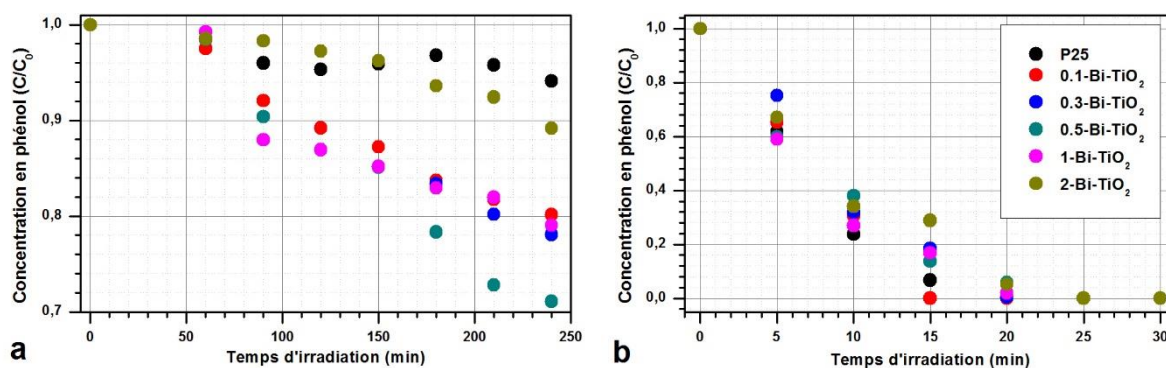 1,0
0,9
0,8
0,7
Concentration en phénol (C/C₀)
0 50 100 150 200 250
Temps d'irradiation (min)
a
1,0
0,8
0,6
0,4
0,2
0,0
Concentration en phénol (C/C₀)
0 5 10 15 20 25 30
Temps d'irradiation (min)
b
P25
0.1-Bi-TiO₂
0.3-Bi-TiO₂
0.5-Bi-TiO₂
1-Bi-TiO₂
2-Bi-TiO₂